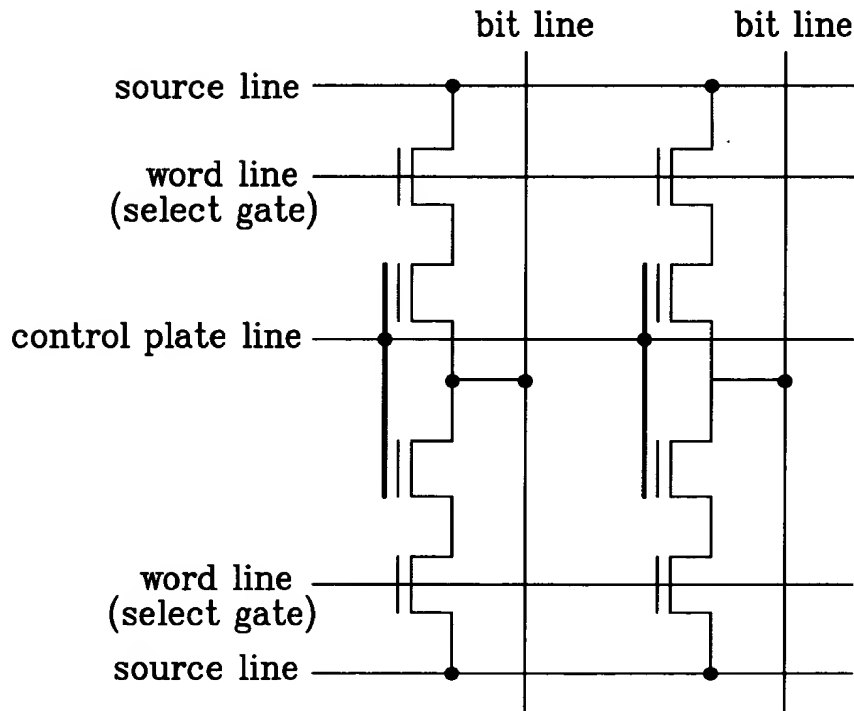 bit line
bit line
source line
word line
(select gate)
control plate line
word line
(select gate)
source line